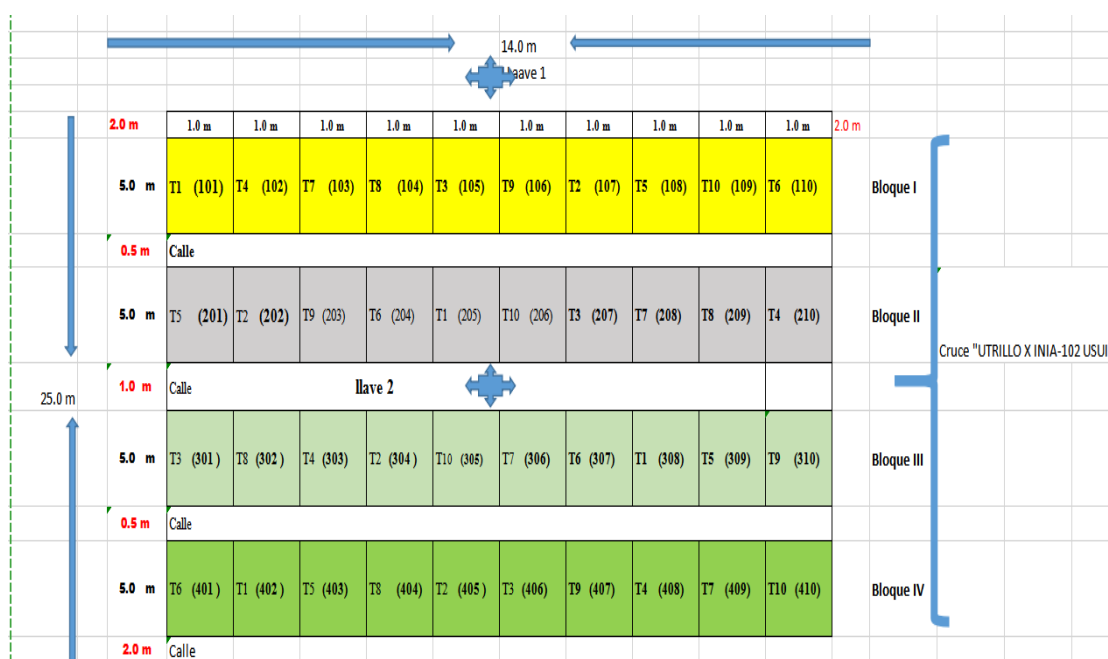 14.0 m
aave 1
2.0 m 1.0 m 1.0 m 1.0 m 1.0 m 1.0 m 1.0 m 1.0 m 1.0 m 1.0 m 1.0 m 2.0 m
5.0 m T1 (101) T4 (102) T7 (103) T8 (104) T3 (105) T9 (106) T2 (107) T5 (108) T10 (109) T6 (110) Bloque I
0.5 m Calle
5.0 m T5 (201) T2 (202) T9 (203) T6 (204) T1 (205) T10 (206) T3 (207) T7 (208) T8 (209) T4 (210) Bloque II
Cruce "UTRILLO X INIA-102 USUI
1.0 m Calle llave 2
25.0 m
5.0 m T3 (301) T8 (302) T4 (303) T2 (304) T10 (305) T7 (306) T6 (307) T1 (308) T5 (309) T9 (310) Bloque III
0.5 m Calle
5.0 m T6 (401) T1 (402) T5 (403) T8 (404) T2 (405) T3 (406) T9 (407) T4 (408) T7 (409) T10 (410) Bloque IV
2.0 m Calle